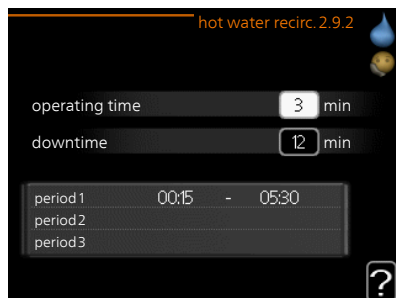 hot water recirc. 2.9.2
operating time 3 min
downtime 12 min
period 1 00:15 - 05:30
period 2
period 3
?